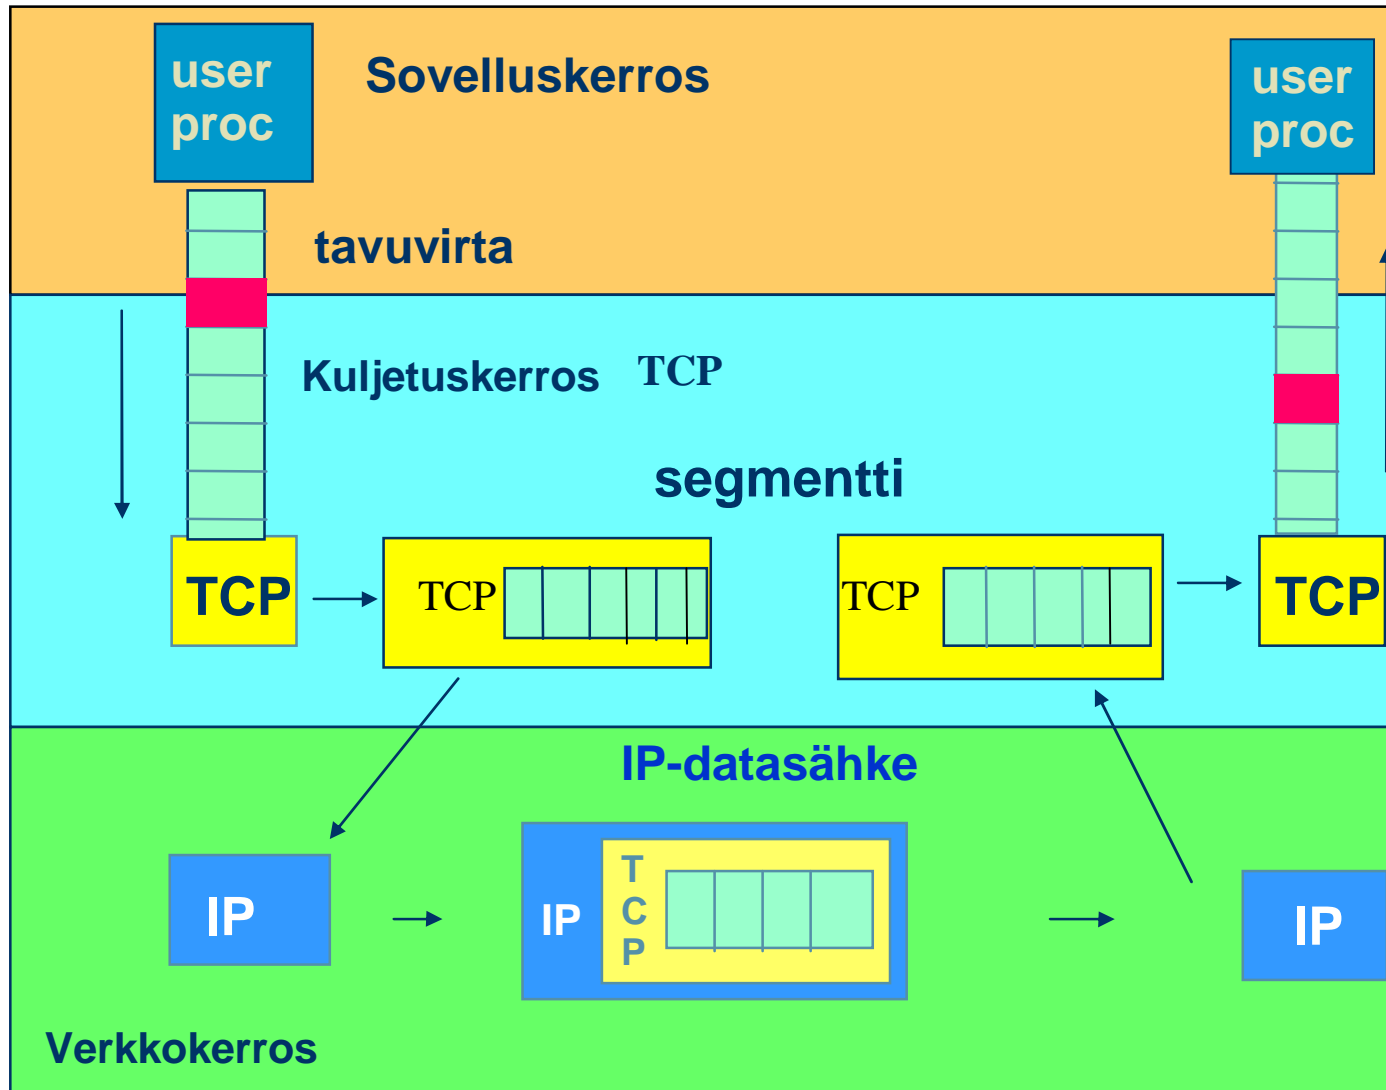 user
proc
Sovelluskerros
user
proc
tavuvirta
Kuljetuskerros TCP
segmentti
TCP
TCP
TCP
TCP
IP-datasähke
IP
IP
T
C
P
IP
Verkkokerros